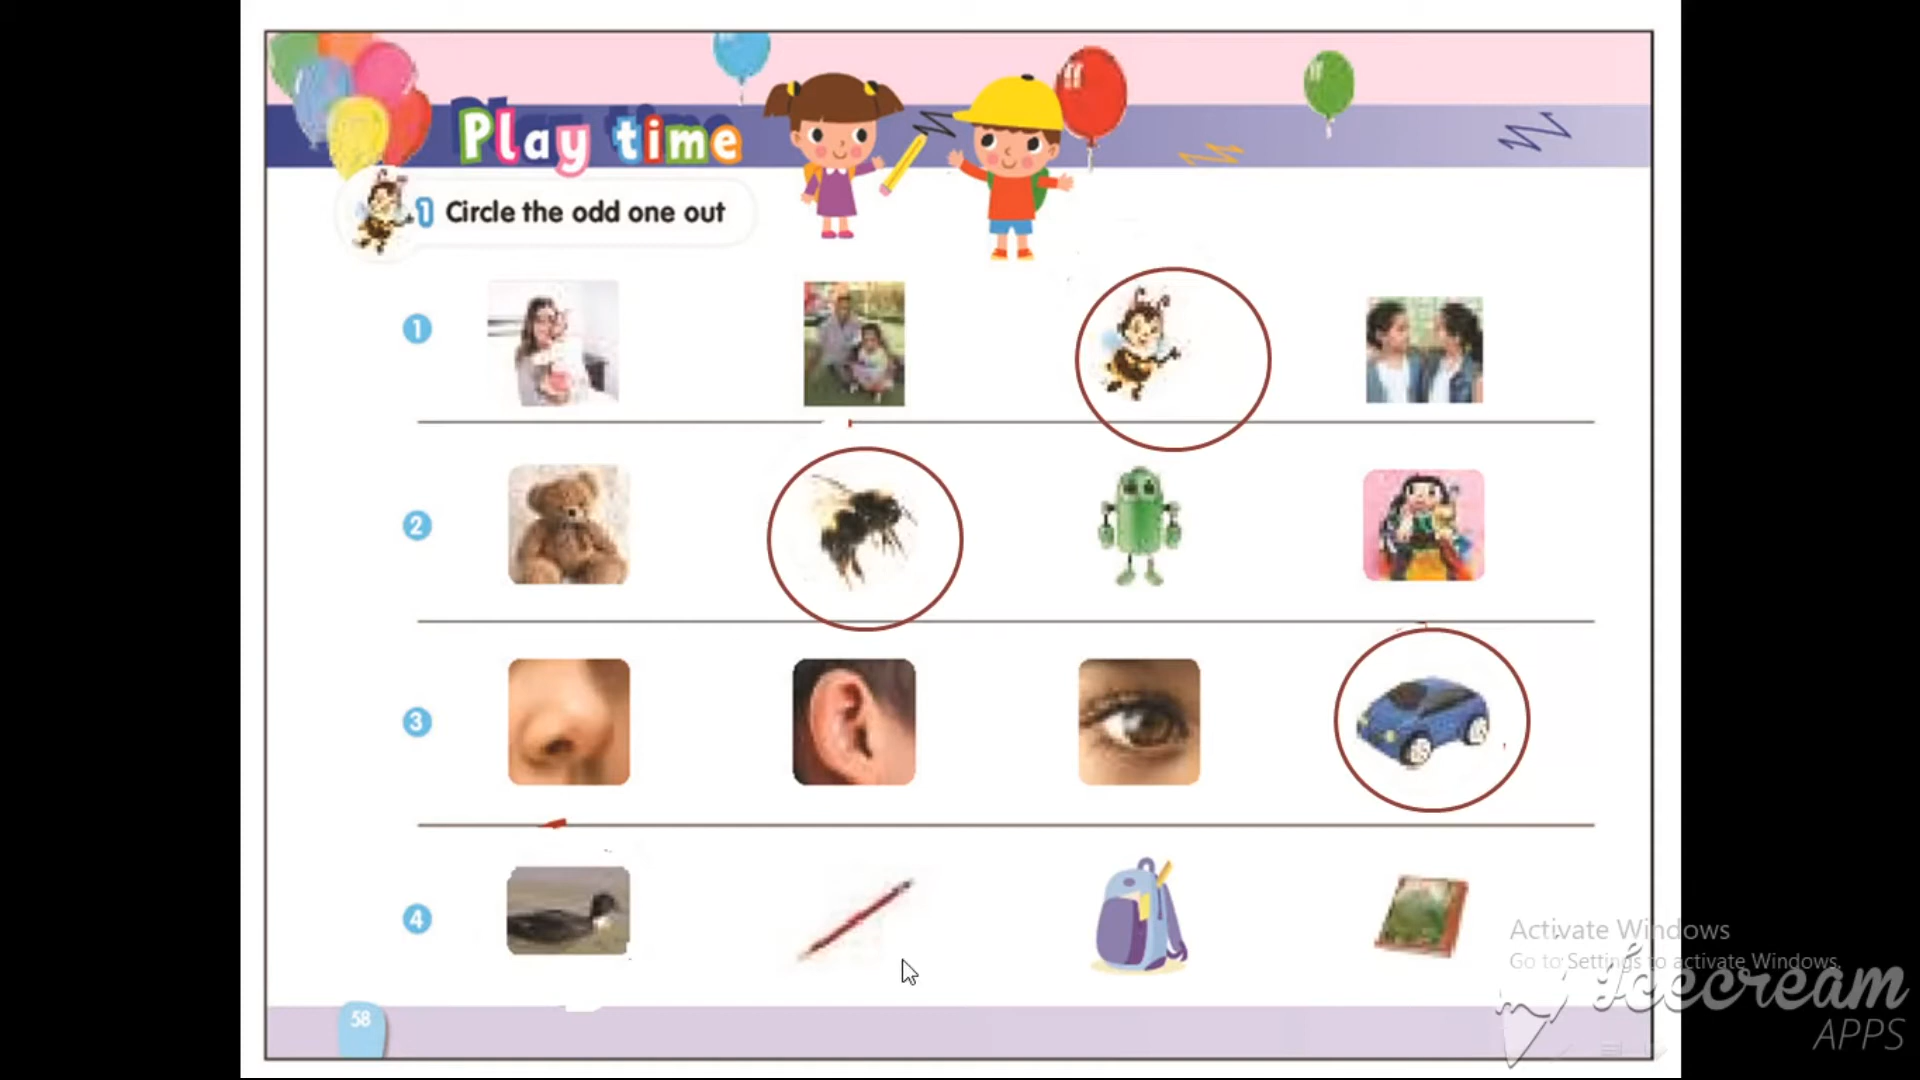 Play time
1 Circle the odd one out
1
2
3
4
58
Activate Windows
Go to Settings to activate Windows.
Icecream
APPS